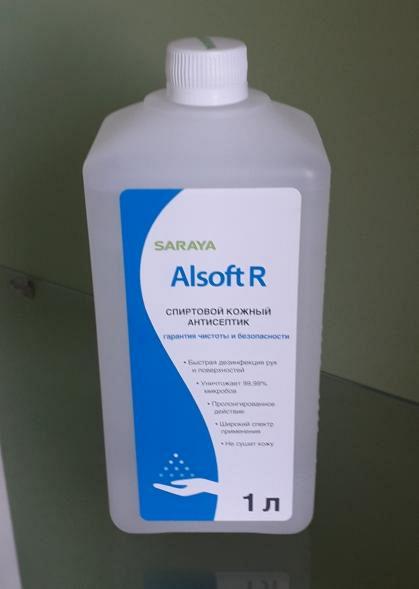 SARAYA
Alsoft R
СПИРТОВОЙ КОЖНЫЙ
АНТИСЕПТИК
гарантия чистоты и безопасности
• Быстрая дезинфекция рук
и поверхностей
• Уничтожает 99,99%
микробов
• Пролонгированное
действие
• Широкий спектр
применения
• Не сушит кожу
1 л